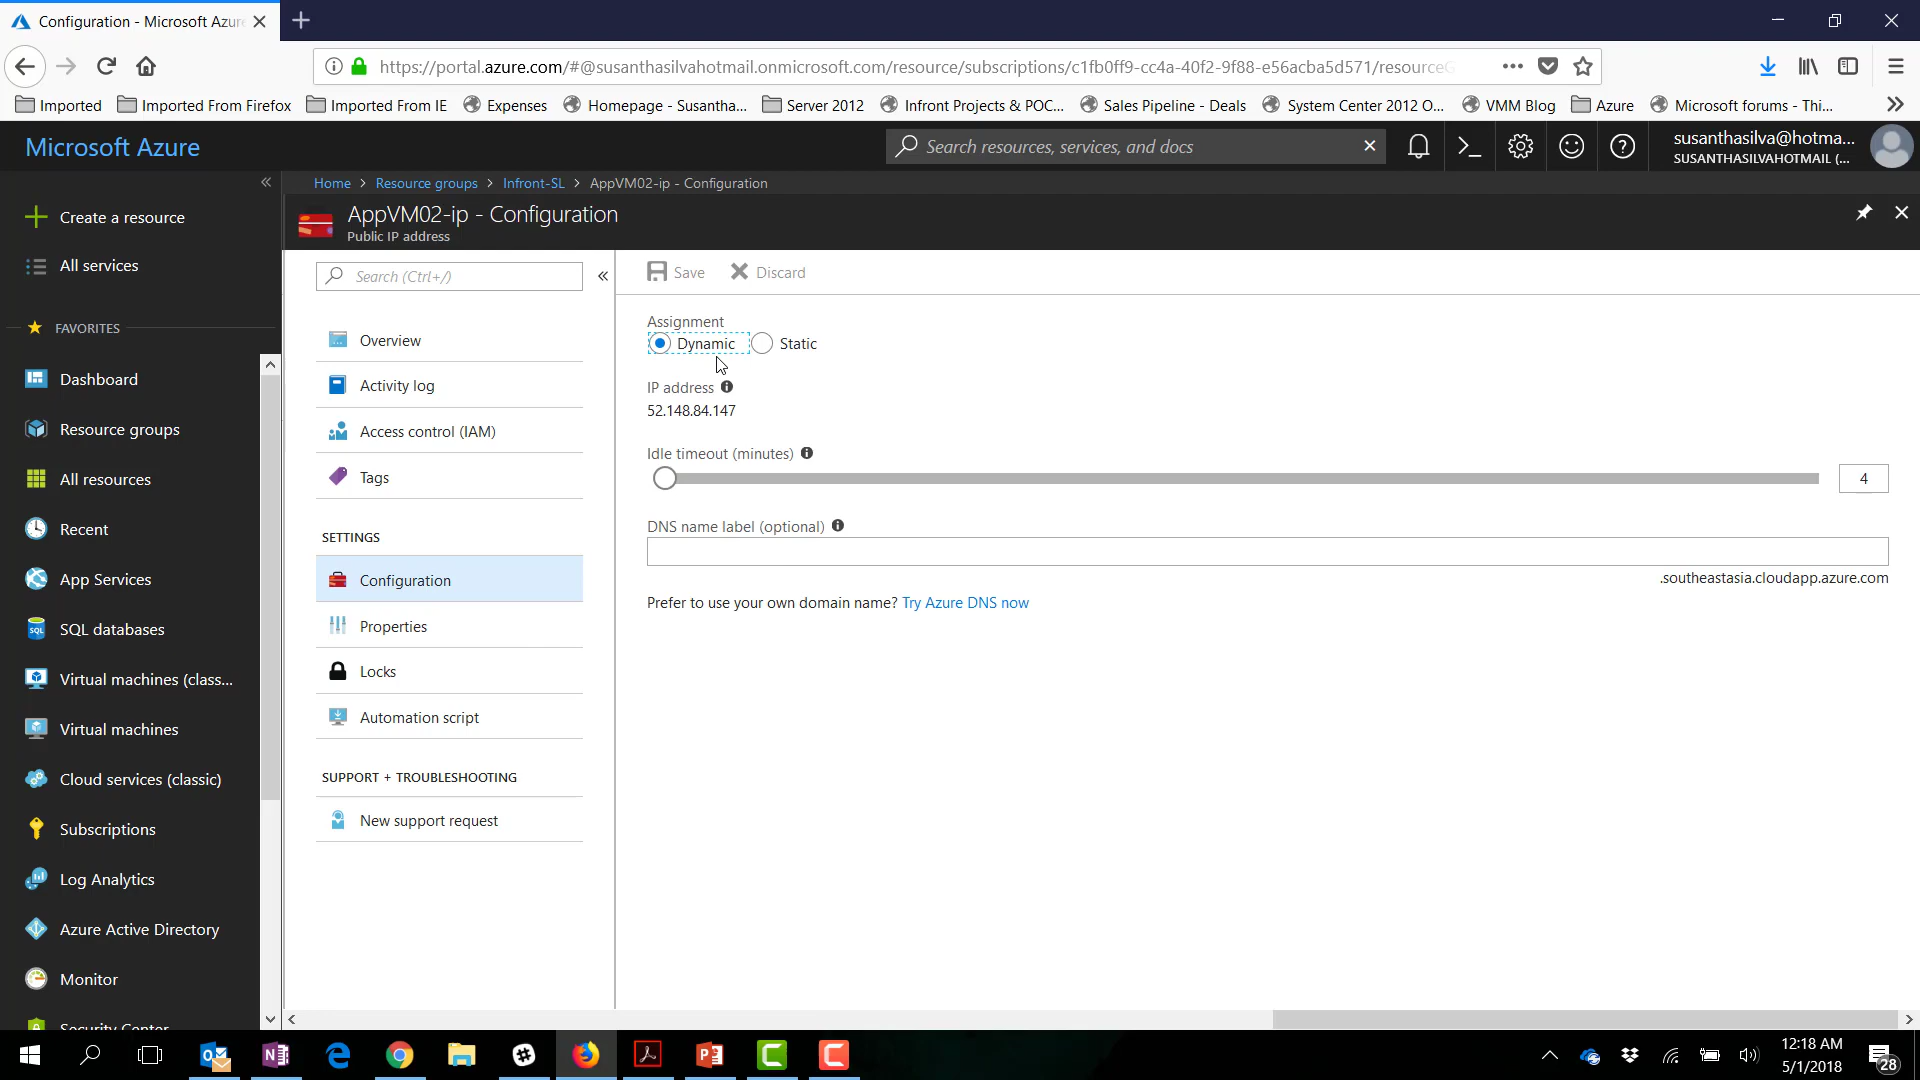 Configuration - Microsoft Azur
https://portal.azure.com/#@susanthasilvahotmail.onmicrosoft.com/resource/subscriptions/c1fb0ff9-cc4a-40f2-9f88-e56acba5d571/resourceG
Imported
Imported From Firefox
Imported From IE
Expenses
Homepage - Susantha...
Server 2012
Infront Projects & POC...
Sales Pipeline - Deals
System Center 2012 O...
VMM Blog
Azure
Microsoft forums - Thi...
Microsoft Azure
Search resources, services, and docs
susanthasilva@hotma...
SUSANTHASILVAHOTMAIL (...
Home > Resource groups > Infront-SL > AppVM02-ip - Configuration
AppVM02-ip - Configuration
Public IP address
Create a resource
All services
FAVORITES
Dashboard
Resource groups
All resources
Recent
App Services
SQL databases
Virtual machines (class...
Virtual machines
Cloud services (classic)
Subscriptions
Log Analytics
Azure Active Directory
Monitor
Security Center
Search (Ctrl+/)
Overview
Activity log
Access control (IAM)
Tags
SETTINGS
Configuration
Properties
Locks
Automation script
SUPPORT + TROUBLESHOOTING
New support request
Save
Discard
Assignment
Dynamic
Static
IP address
52.148.84.147
Idle timeout (minutes)
4
DNS name label (optional)
.southeastasia.cloudapp.azure.com
Prefer to use your own domain name? Try Azure DNS now
12:18 AM
5/1/2018
28